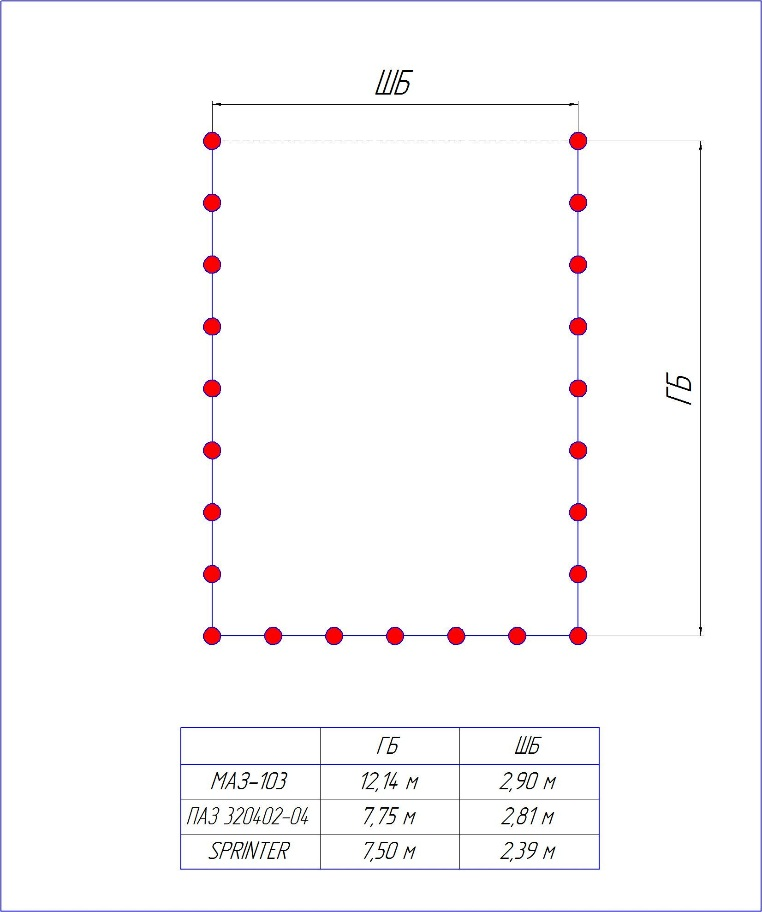 ШБ
ГБ
ГБ ШБ
МАЗ-103 12,14 м 2,90 м
ПАЗ 320402-04 7,75 м 2,81 м
SPRINTER 7,50 м 2,39 м